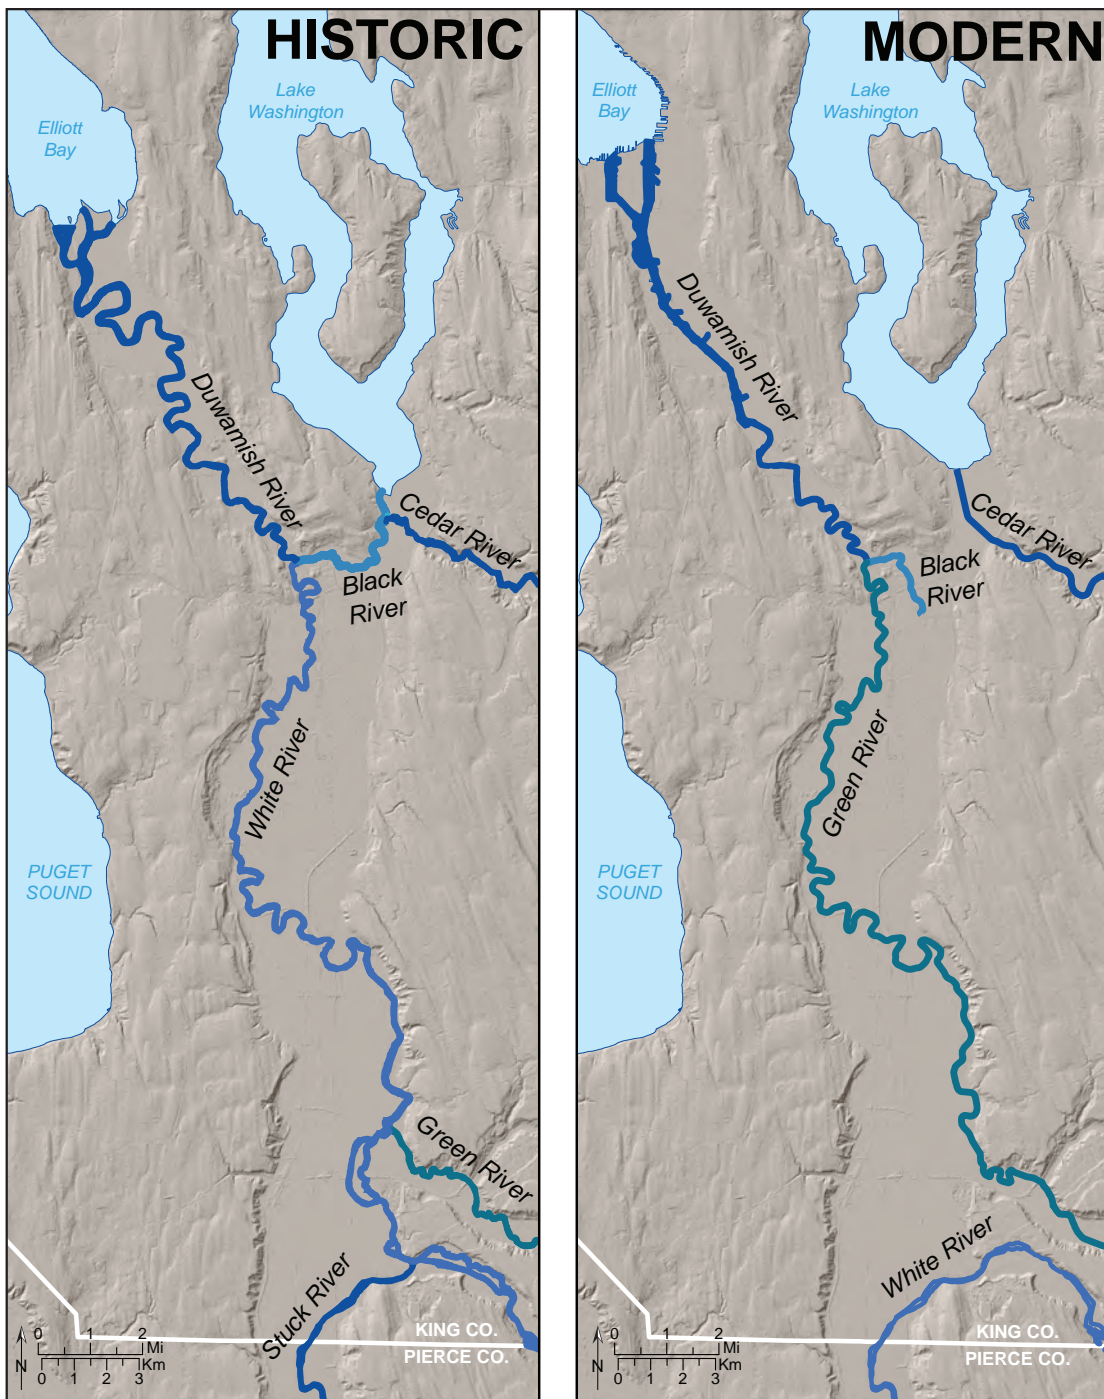 HISTORIC
Lake
Washington
Elliott
Bay
Duwamish River
Cedar River
Black
River
White River
PUGET
SOUND
Green River
Stuck River
KING CO.
PIERCE CO.
0 1 2
Mi
Km
0 1 2 3
N
MODERN
Elliott
Bay
Lake
Washington
Duwamish River
Cedar River
Black
River
Green River
PUGET
SOUND
White River
KING CO.
PIERCE CO.
0 1 2
Mi
Km
0 1 2 3
N